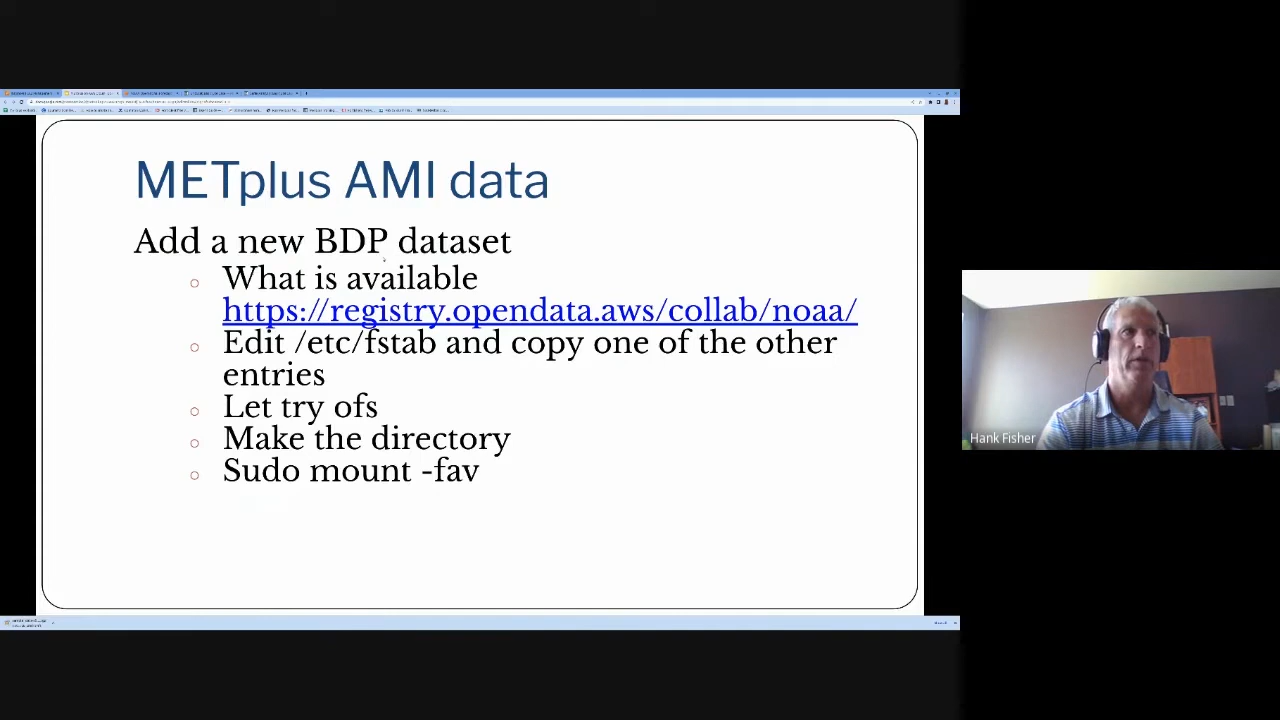 METplus AMI data
Add a new BDP dataset
What is available
https://registry.opendata.aws/collab/noaa/
Edit /etc/fstab and copy one of the other
entries
Let try ofs
Make the directory
Sudo mount -fav
Hank Fisher